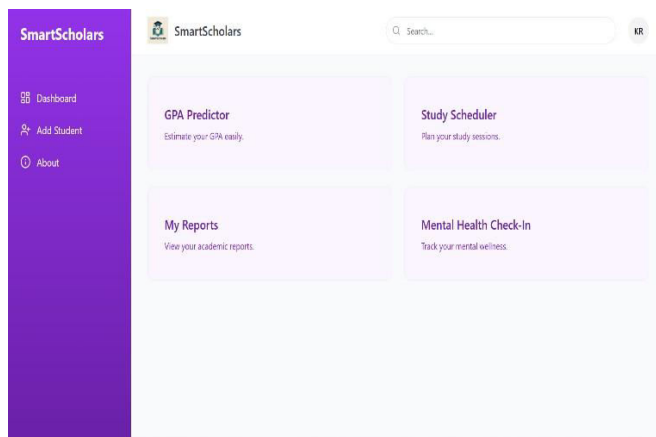 SmartScholars
Dashboard
Add Student
About
SmartScholars
Search...
KR
GPA Predictor
Estimate your GPA easily.
Study Scheduler
Plan your study sessions.
My Reports
View your academic reports.
Mental Health Check-In
Track your mental wellness.